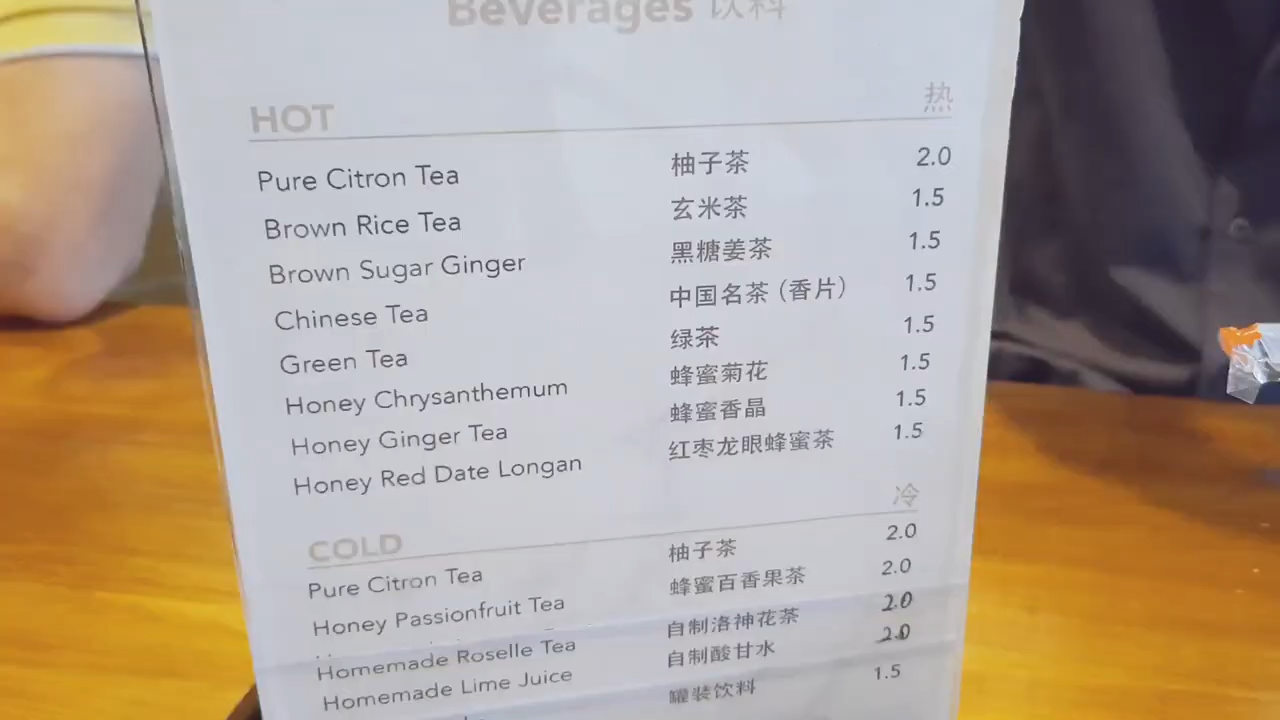 Beverages 饮料
HOT 热
Pure Citron Tea 柚子茶 2.0
Brown Rice Tea 玄米茶 1.5
Brown Sugar Ginger 黑糖姜茶 1.5
Chinese Tea 中国名茶（香片） 1.5
Green Tea 绿茶 1.5
Honey Chrysanthemum 蜂蜜菊花 1.5
Honey Ginger Tea 蜂蜜香晶 1.5
Honey Red Date Longan 红枣龙眼蜂蜜茶 1.5
COLD 冷
Pure Citron Tea 柚子茶 2.0
Honey Passionfruit Tea 蜂蜜百香果茶 2.0
Homemade Roselle Tea 自制洛神花茶 2.0
Homemade Lime Juice 自制酸甘水 2.0
罐装饮料 1.5